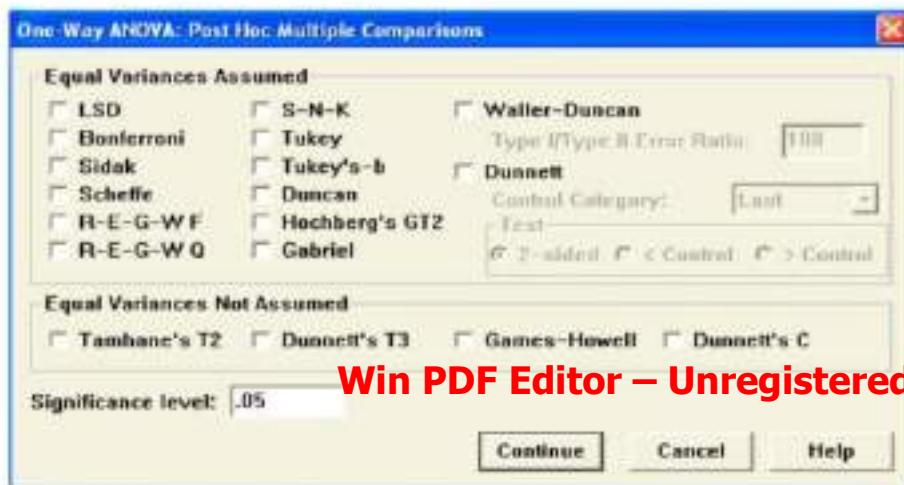 One-Way ANOVA: Post Hoc Multiple Comparisons
Equal Variances Assumed
LSD S-N-K Waller-Duncan
Bonferroni Tukey Type I/Type II Error Ratio: 100
Sidak Tukey's-b Dunnett
Scheffe Duncan Control Category: Last
R-E-G-W F Hochberg's GT2 Test
R-E-G-W Q Gabriel 2-sided < Control > Control
Equal Variances Not Assumed
Tamhane's T2 Dunnett's T3 Games-Howell Dunnett's C
Win PDF Editor – Unregistered
Significance level: .05
Continue Cancel Help